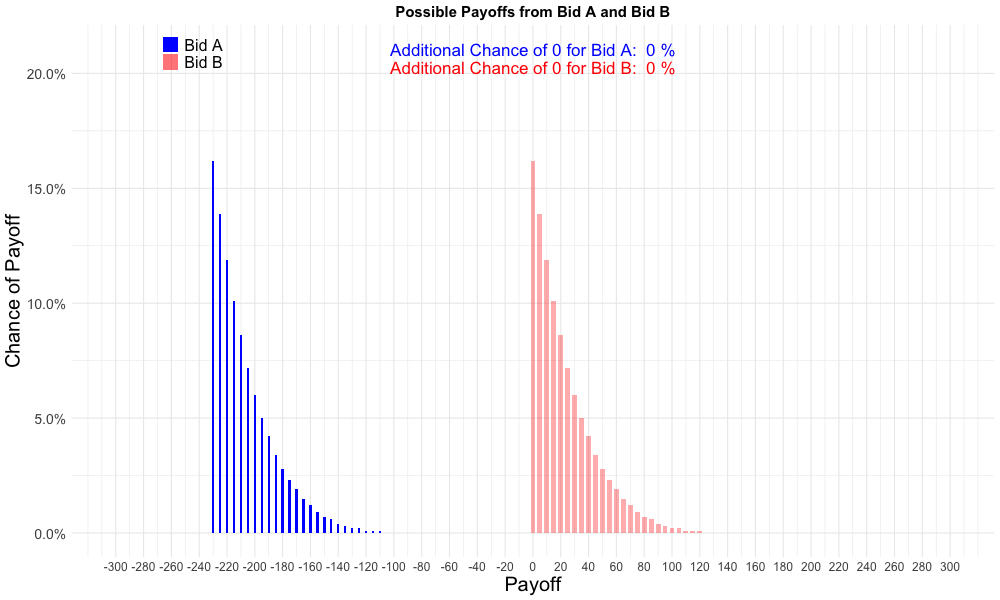 Possible Payoffs from Bid A and Bid B
Bid A
Bid B
Additional Chance of 0 for Bid A:  0 %
Additional Chance of 0 for Bid B:  0 %
Chance of Payoff
20.0%
15.0%
10.0%
5.0%
0.0%
-300 -280 -260 -240 -220 -200 -180 -160 -140 -120 -100 -80 -60 -40 -20 0 20 40 60 80 100 120 140 160 180 200 220 240 260 280 300
Payoff